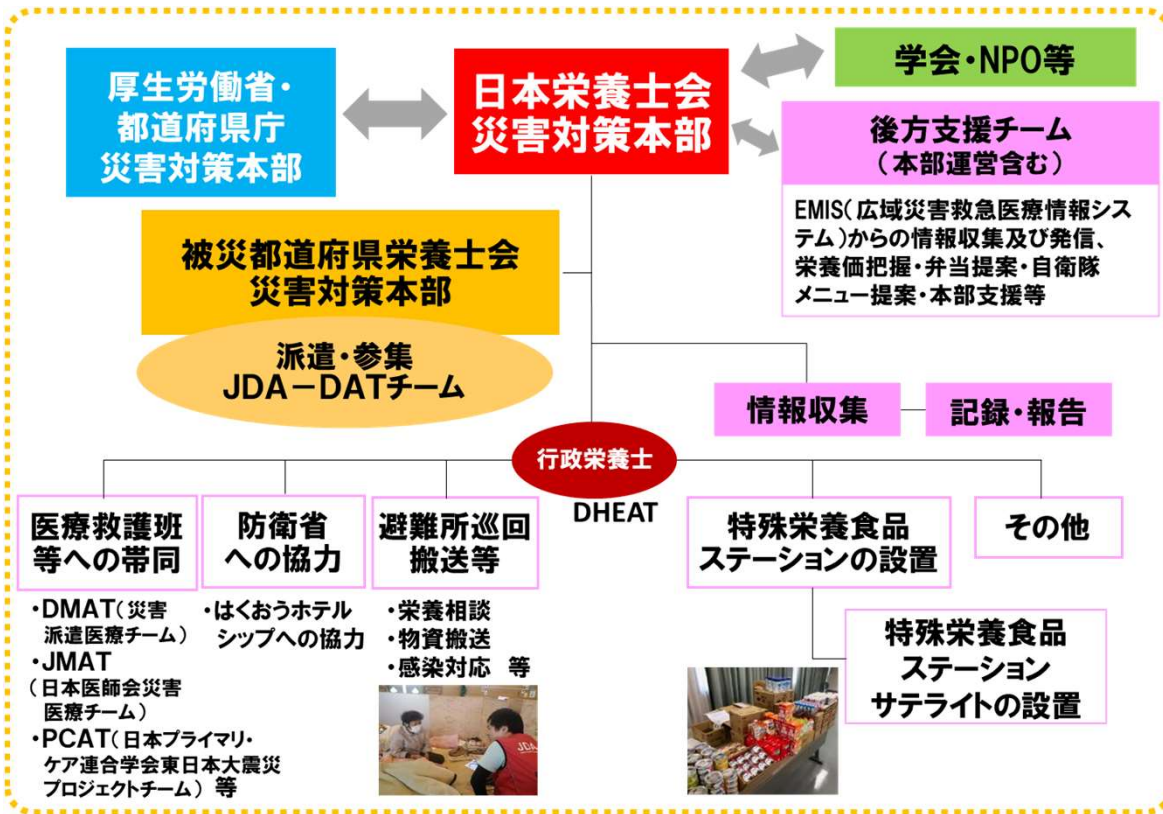 厚生労働省・
都道府県庁
災害対策本部
日本栄養士会
災害対策本部
学会・NPO等
後方支援チーム
（本部運営含む）
EMIS（広域災害救急医療情報シス
テム）からの情報収集及び発信、
栄養価把握・弁当提案・自衛隊
メニュー提案・本部支援等
被災都道府県栄養士会
災害対策本部
派遣・参集
JDA－DATチーム
情報収集
記録・報告
行政栄養士
DHEAT
医療救護班
等への帯同
・DMAT（災害
派遣医療チーム）
・JMAT
（日本医師会災害
医療チーム）
・PCAT（日本プライマリ・
ケア連合学会東日本大震災
プロジェクトチーム） 等
防衛省
への協力
・はくおうホテル
シップへの協力
避難所巡回
搬送等
・栄養相談
・物資搬送
・感染対応 等
JDA
特殊栄養食品
ステーションの設置
特殊栄養食品
ステーション
サテライトの設置
その他